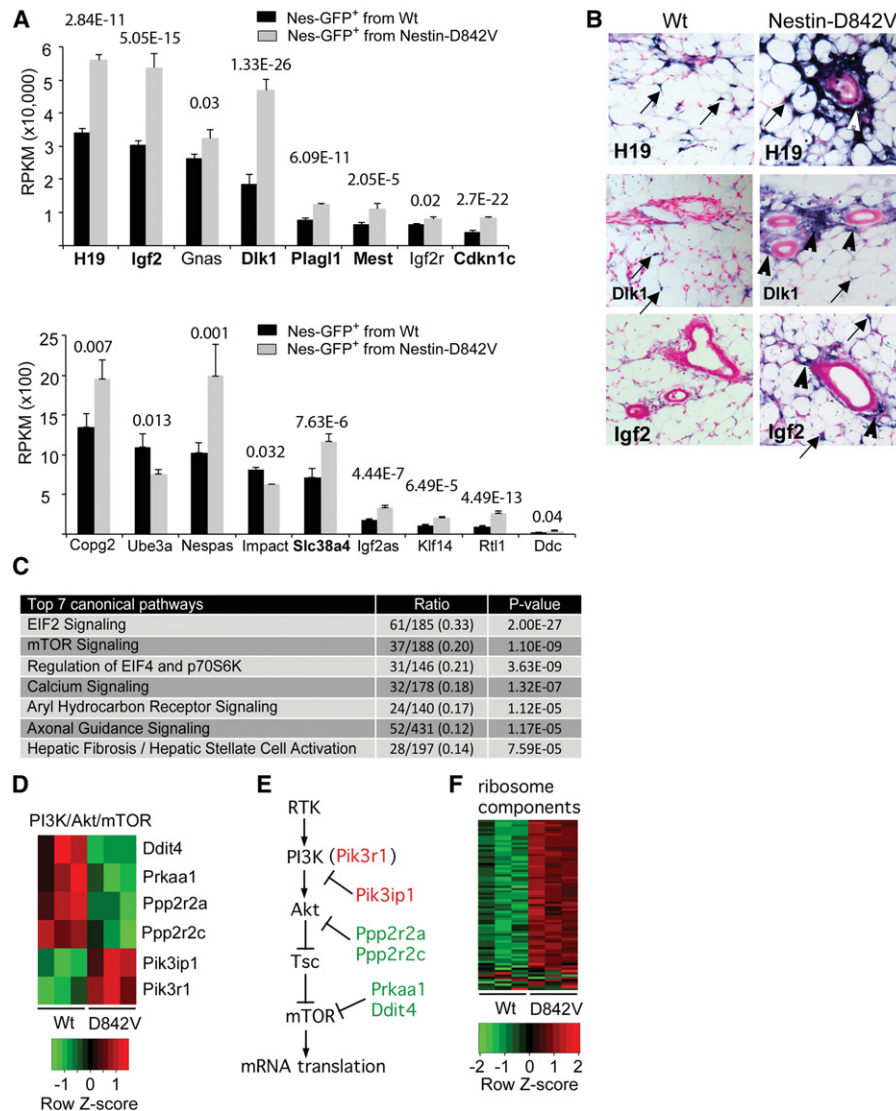 A
Nes-GFP+ from Wt
Nes-GFP+ from Nestin-D842V
RPKM (x10,000)
6
5
4
3
2
1
2.84E-11
5.05E-15
0.03
1.33E-26
6.09E-11
2.05E-5
0.02
2.7E-22
H19 Igf2 Gnas Dlk1 Plagl1 Mest Igf2r Cdkn1c
Nes-GFP+ from Wt
Nes-GFP+ from Nestin-D842V
RPKM (x100)
25
20
15
10
5
0.007
0.013
0.001
0.032
7.63E-6
4.44E-7
6.49E-5
4.49E-13
0.04
Copg2 Ube3a Nespas Impact Slc38a4 Igf2as Klf14 Rtl1 Ddc
B
Wt Nestin-D842V
H19 H19
Dlk1 Dlk1
Igf2 Igf2
C
Top 7 canonical pathways Ratio P-value
EIF2 Signaling 61/185 (0.33) 2.00E-27
mTOR Signaling 37/188 (0.20) 1.10E-09
Regulation of EIF4 and p70S6K 31/146 (0.21) 3.63E-09
Calcium Signaling 32/178 (0.18) 1.32E-07
Aryl Hydrocarbon Receptor Signaling 24/140 (0.17) 1.12E-05
Axonal Guidance Signaling 52/431 (0.12) 1.17E-05
Hepatic Fibrosis / Hepatic Stellate Cell Activation 28/197 (0.14) 7.59E-05
D
PI3K/Akt/mTOR
Ddit4
Prkaa1
Ppp2r2a
Ppp2r2c
Pik3ip1
Pik3r1
Wt D842V
-1 0 1
Row Z-score
E
RTK
PI3K (Pik3r1)
Pik3ip1
Akt
Ppp2r2a
Ppp2r2c
Tsc
Prkaa1
Ddit4
mTOR
mRNA translation
F
ribosome
components
Wt D842V
-2 -1 0 1 2
Row Z-score